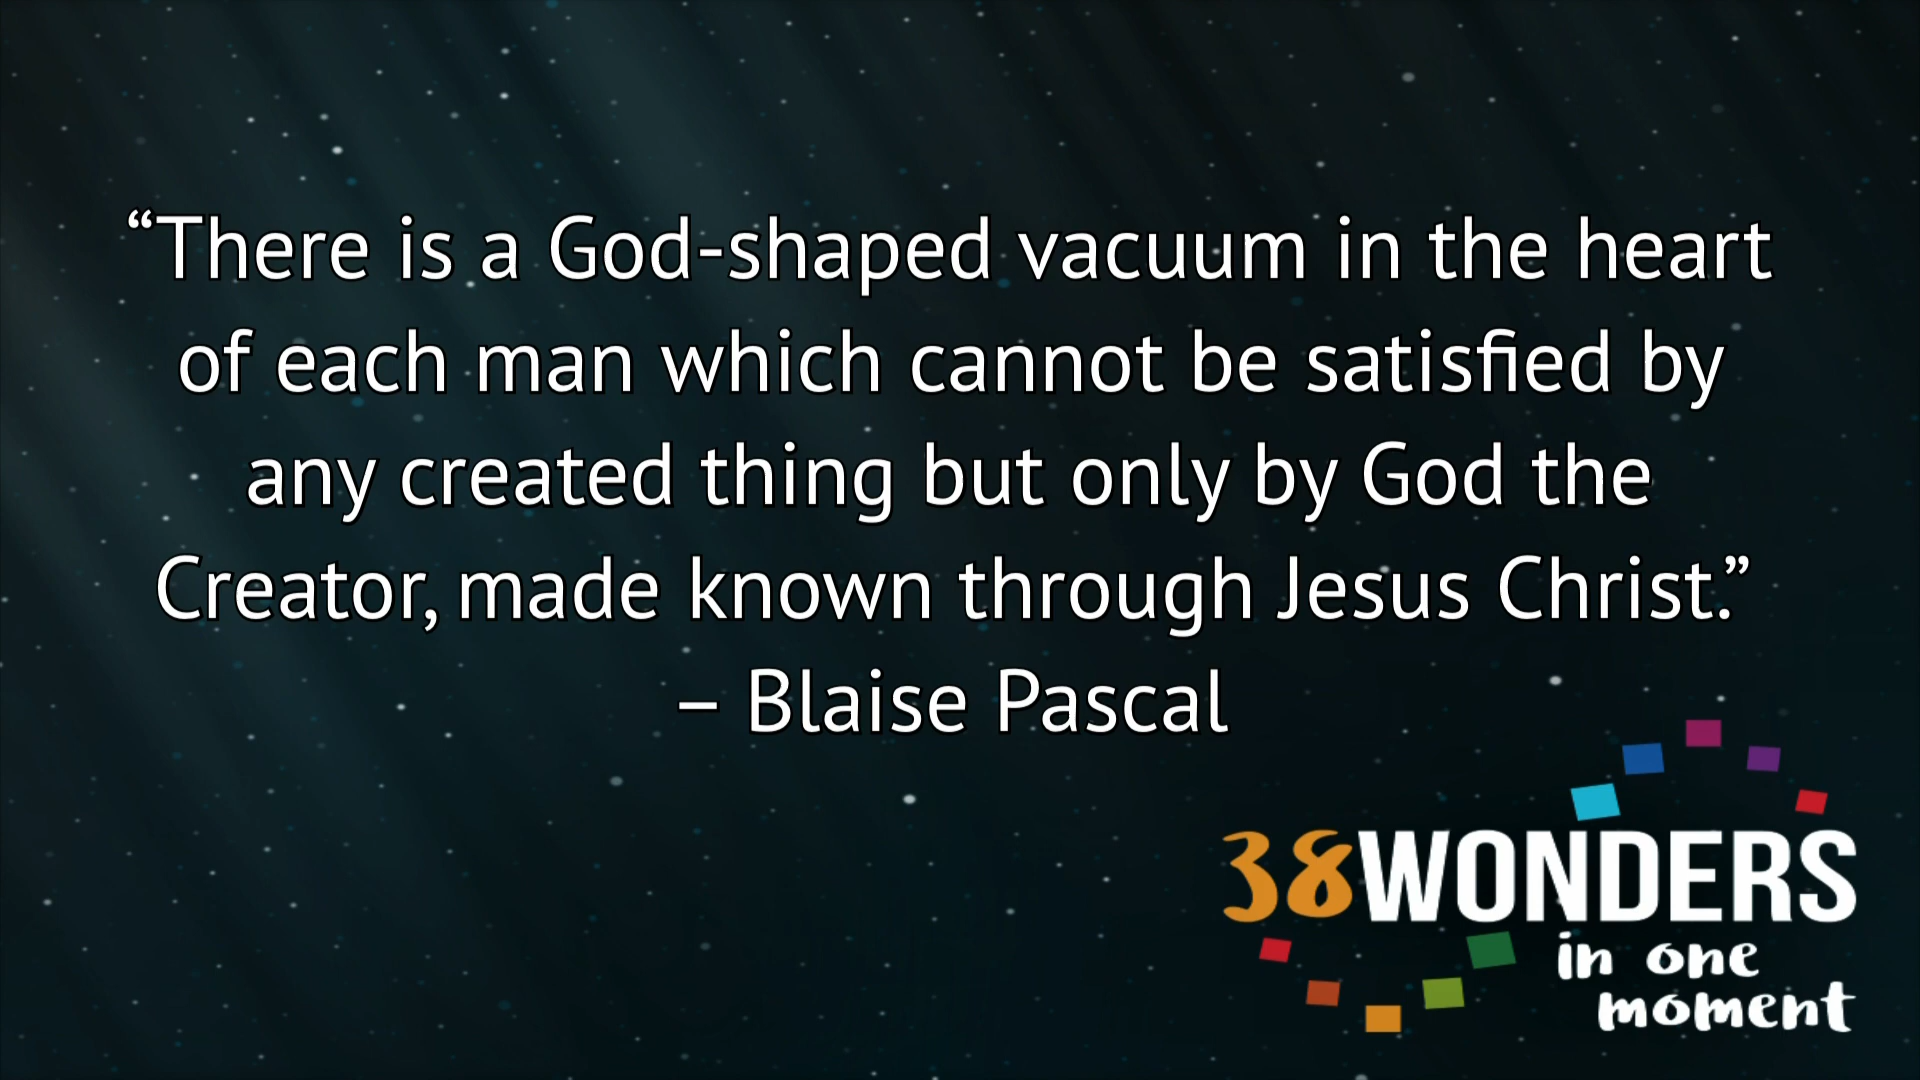 “There is a God-shaped vacuum in the heart
of each man which cannot be satisfied by
any created thing but only by God the
Creator, made known through Jesus Christ.”
– Blaise Pascal
38WONDERS
in one
moment